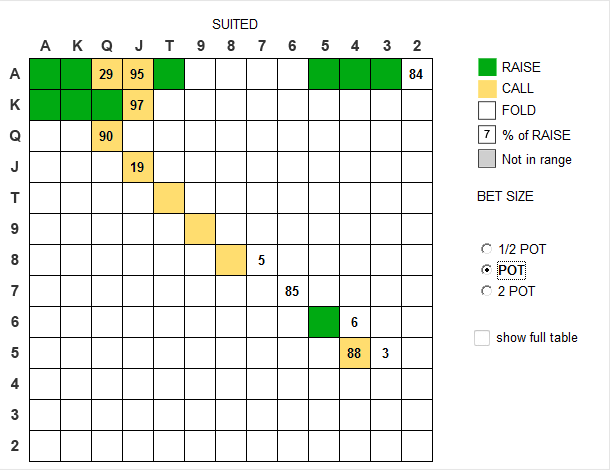 SUITED
A K Q J T 9 8 7 6 5 4 3 2
A 29 95 84
K 97
Q 90
J 19
T
9
8 5
7 85
6 6
5 88 3
4
3
2
RAISE
CALL
FOLD
7 % of RAISE
Not in range
BET SIZE
1/2 POT
POT
2 POT
show full table